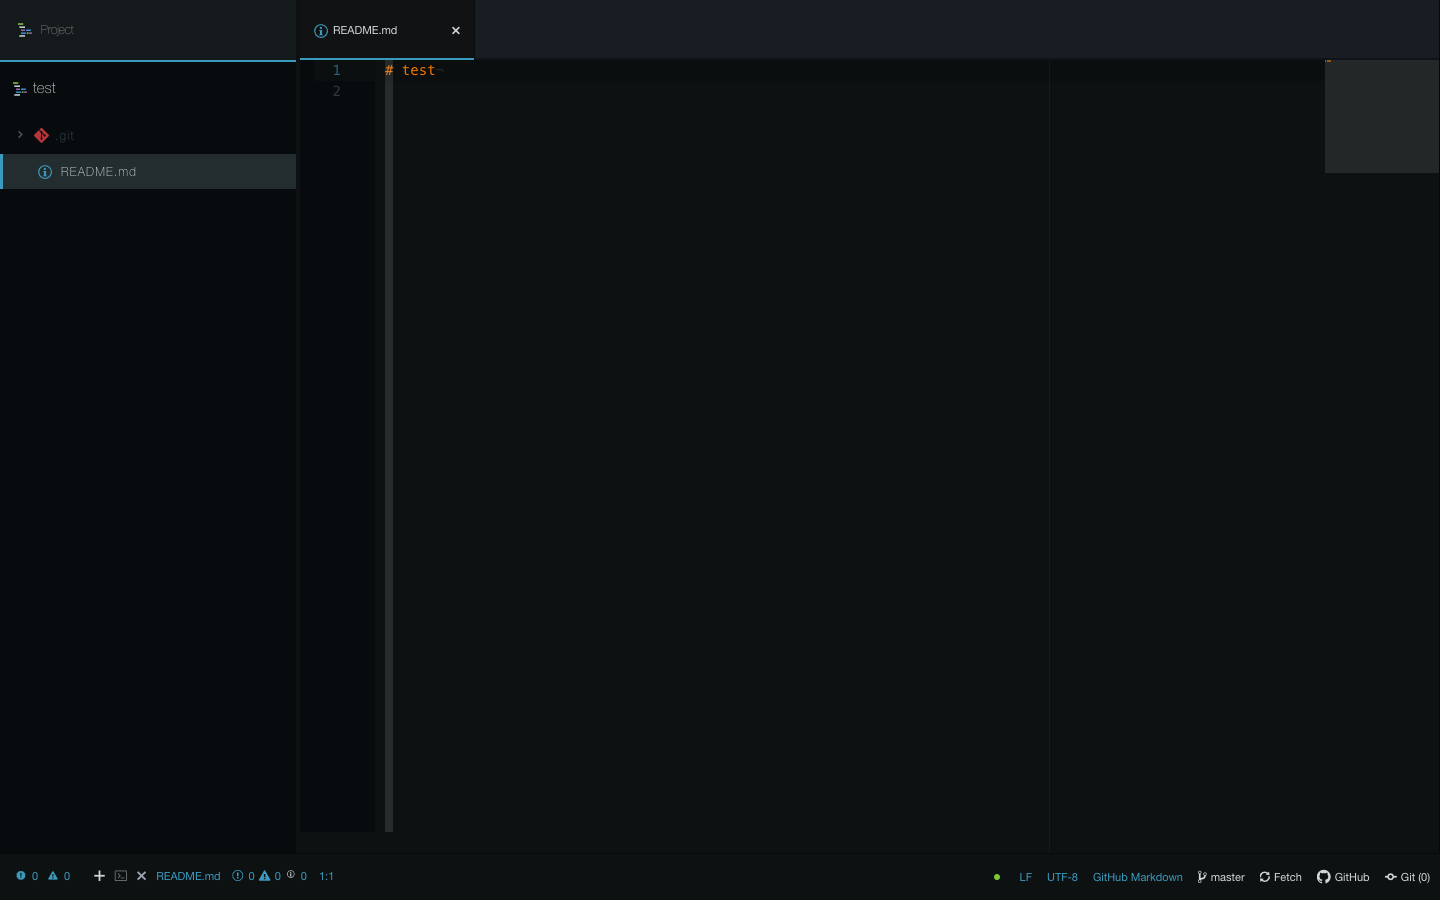 Project
README.md
test
.git
README.md
1 # test¬
2
0 0 README.md 0 0 0 1:1
LF UTF-8 GitHub Markdown master Fetch GitHub Git (0)